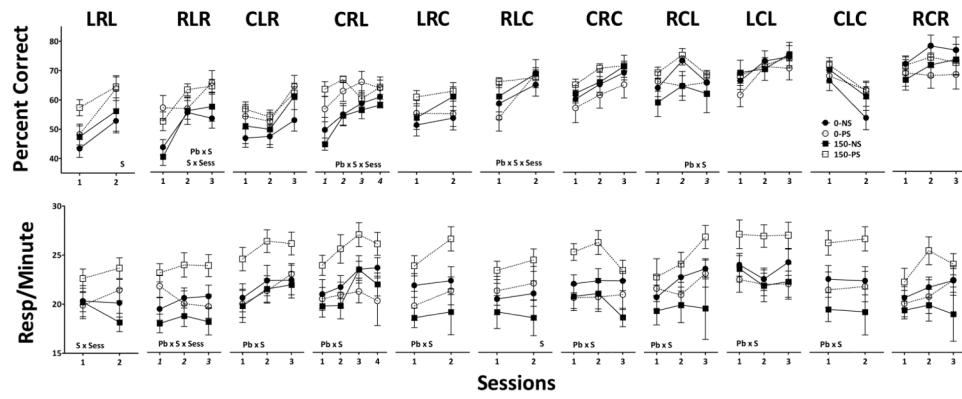 LRL RLR CLR CRL LRC RLC CRC RCL LCL CLC RCR
Percent Correct
80
70
60
50
40
S
Pb x S
S x Sess
Pb x S x Sess
Pb x S x Sess
Pb x S
0-NS
0-PS
150-NS
150-PS
1 2 1 2 3 1 2 3 1 2 3 4 1 2 1 2 1 2 3 1 2 3 1 2 3 1 2 1 2 3
Resp/Minute
30
25
20
15
S x Sess Pb x S x Sess Pb x S Pb x S Pb x S S Pb x S Pb x S Pb x S Pb x S
1 2 1 2 3 1 2 3 1 2 3 4 1 2 1 2 1 2 3 1 2 3 1 2 3 1 2 1 2 3
Sessions